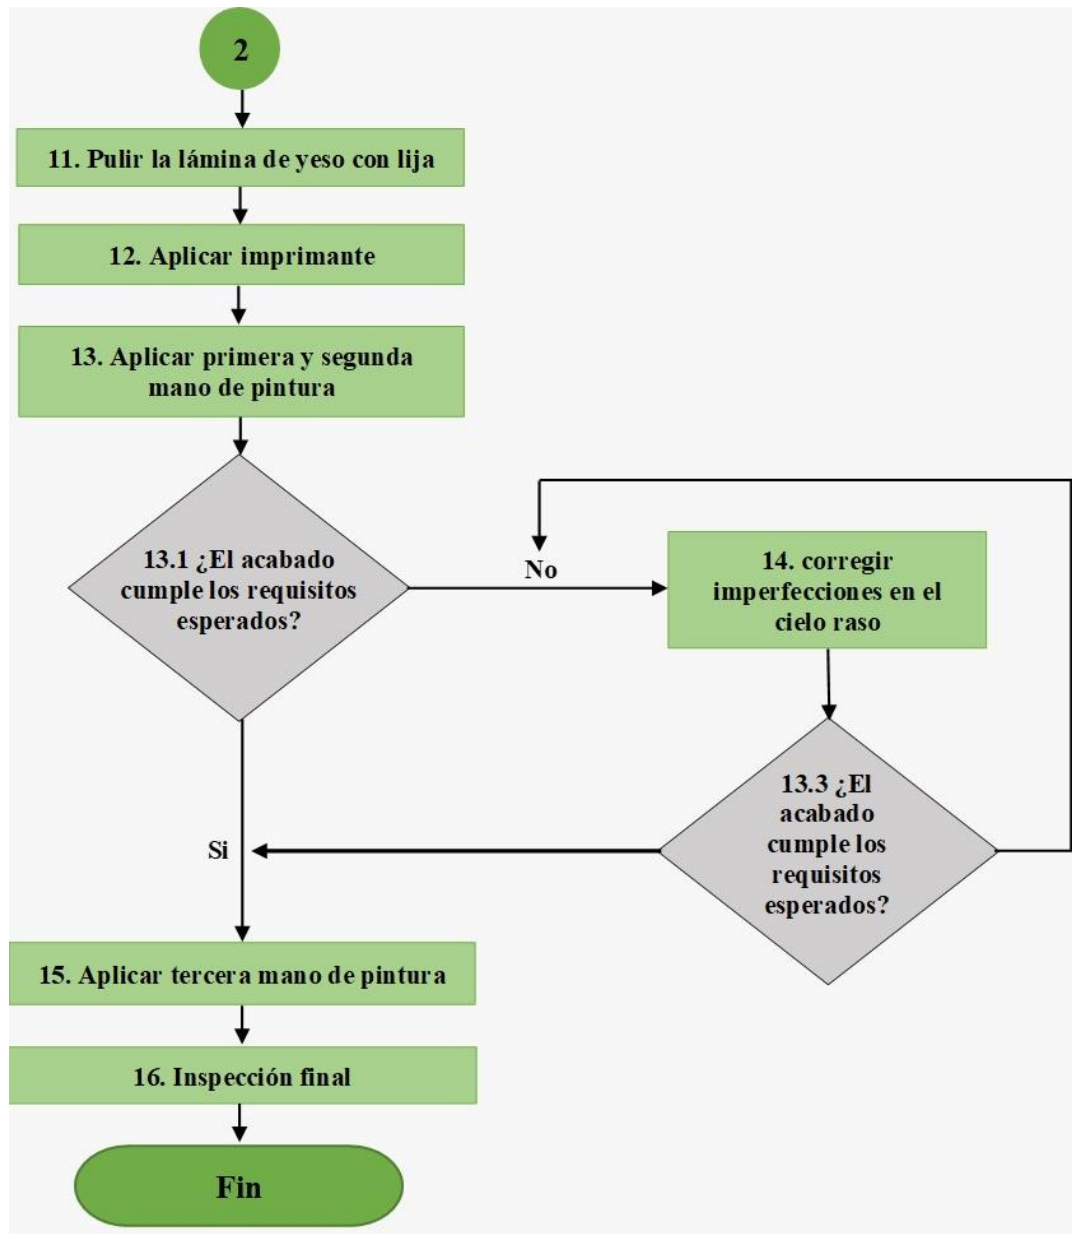 2
11. Pulir la lámina de yeso con lija
12. Aplicar imprimante
13. Aplicar primera y segunda
mano de pintura
13.1 ¿El acabado
cumple los requisitos
esperados?
No
14. corregir
imperfecciones en el
cielo raso
13.3 ¿El
acabado
cumple los
requisitos
esperados?
Si
15. Aplicar tercera mano de pintura
16. Inspección final
Fin